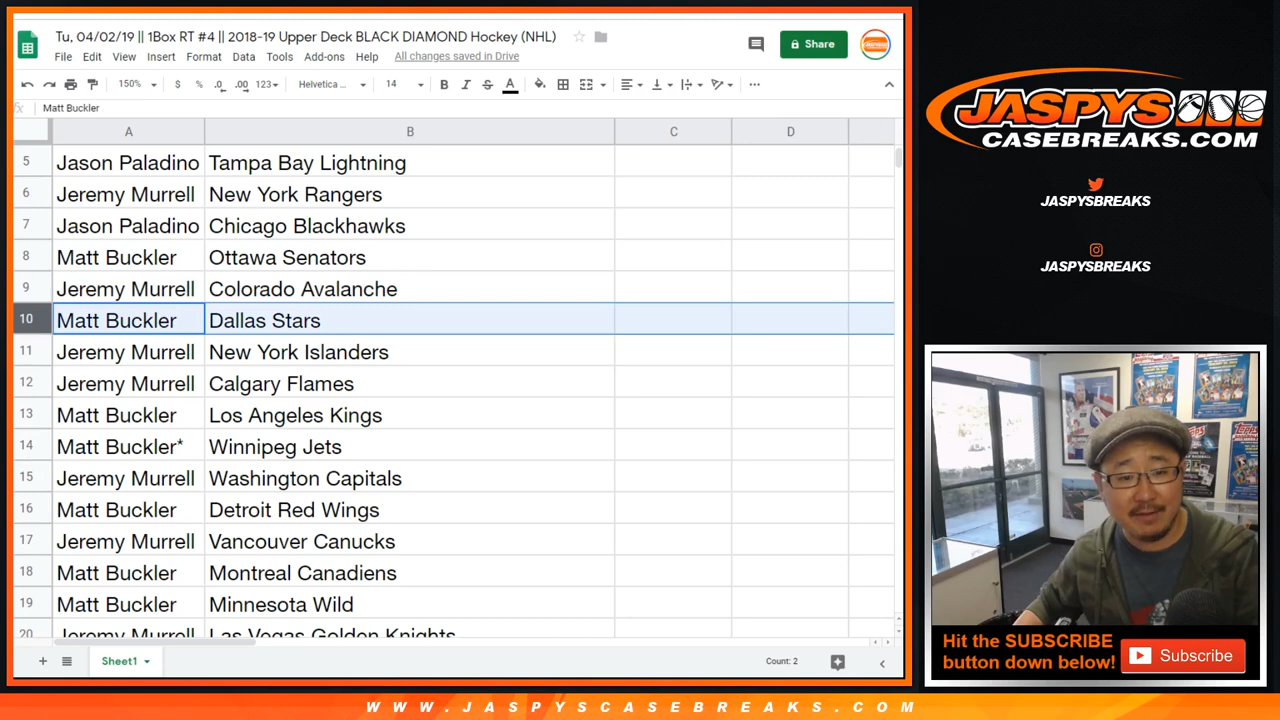 Tu, 04/02/19 || 1Box RT #4 || 2018-19 Upper Deck BLACK DIAMOND Hockey (NHL)
File Edit View Insert Format Data Tools Add-ons Help All changes saved in Drive
Share
150% $ % .0 .00 123 Helvetica ... 14 B I S A
fx Matt Buckler
A B C D
5 Jason Paladino Tampa Bay Lightning
6 Jeremy Murrell New York Rangers
7 Jason Paladino Chicago Blackhawks
8 Matt Buckler Ottawa Senators
9 Jeremy Murrell Colorado Avalanche
10 Matt Buckler Dallas Stars
11 Jeremy Murrell New York Islanders
12 Jeremy Murrell Calgary Flames
13 Matt Buckler Los Angeles Kings
14 Matt Buckler* Winnipeg Jets
15 Jeremy Murrell Washington Capitals
16 Matt Buckler Detroit Red Wings
17 Jeremy Murrell Vancouver Canucks
18 Matt Buckler Montreal Canadiens
19 Matt Buckler Minnesota Wild
20 Jeremy Murrell Las Vegas Golden Knights
Sheet1
Count: 2
JASPYS
CASEBREAKS.COM
JASPYSBREAKS
JASPYSBREAKS
Hit the SUBSCRIBE
button down below!
Subscribe
WWW.JASPYSCASEBREAKS.COM